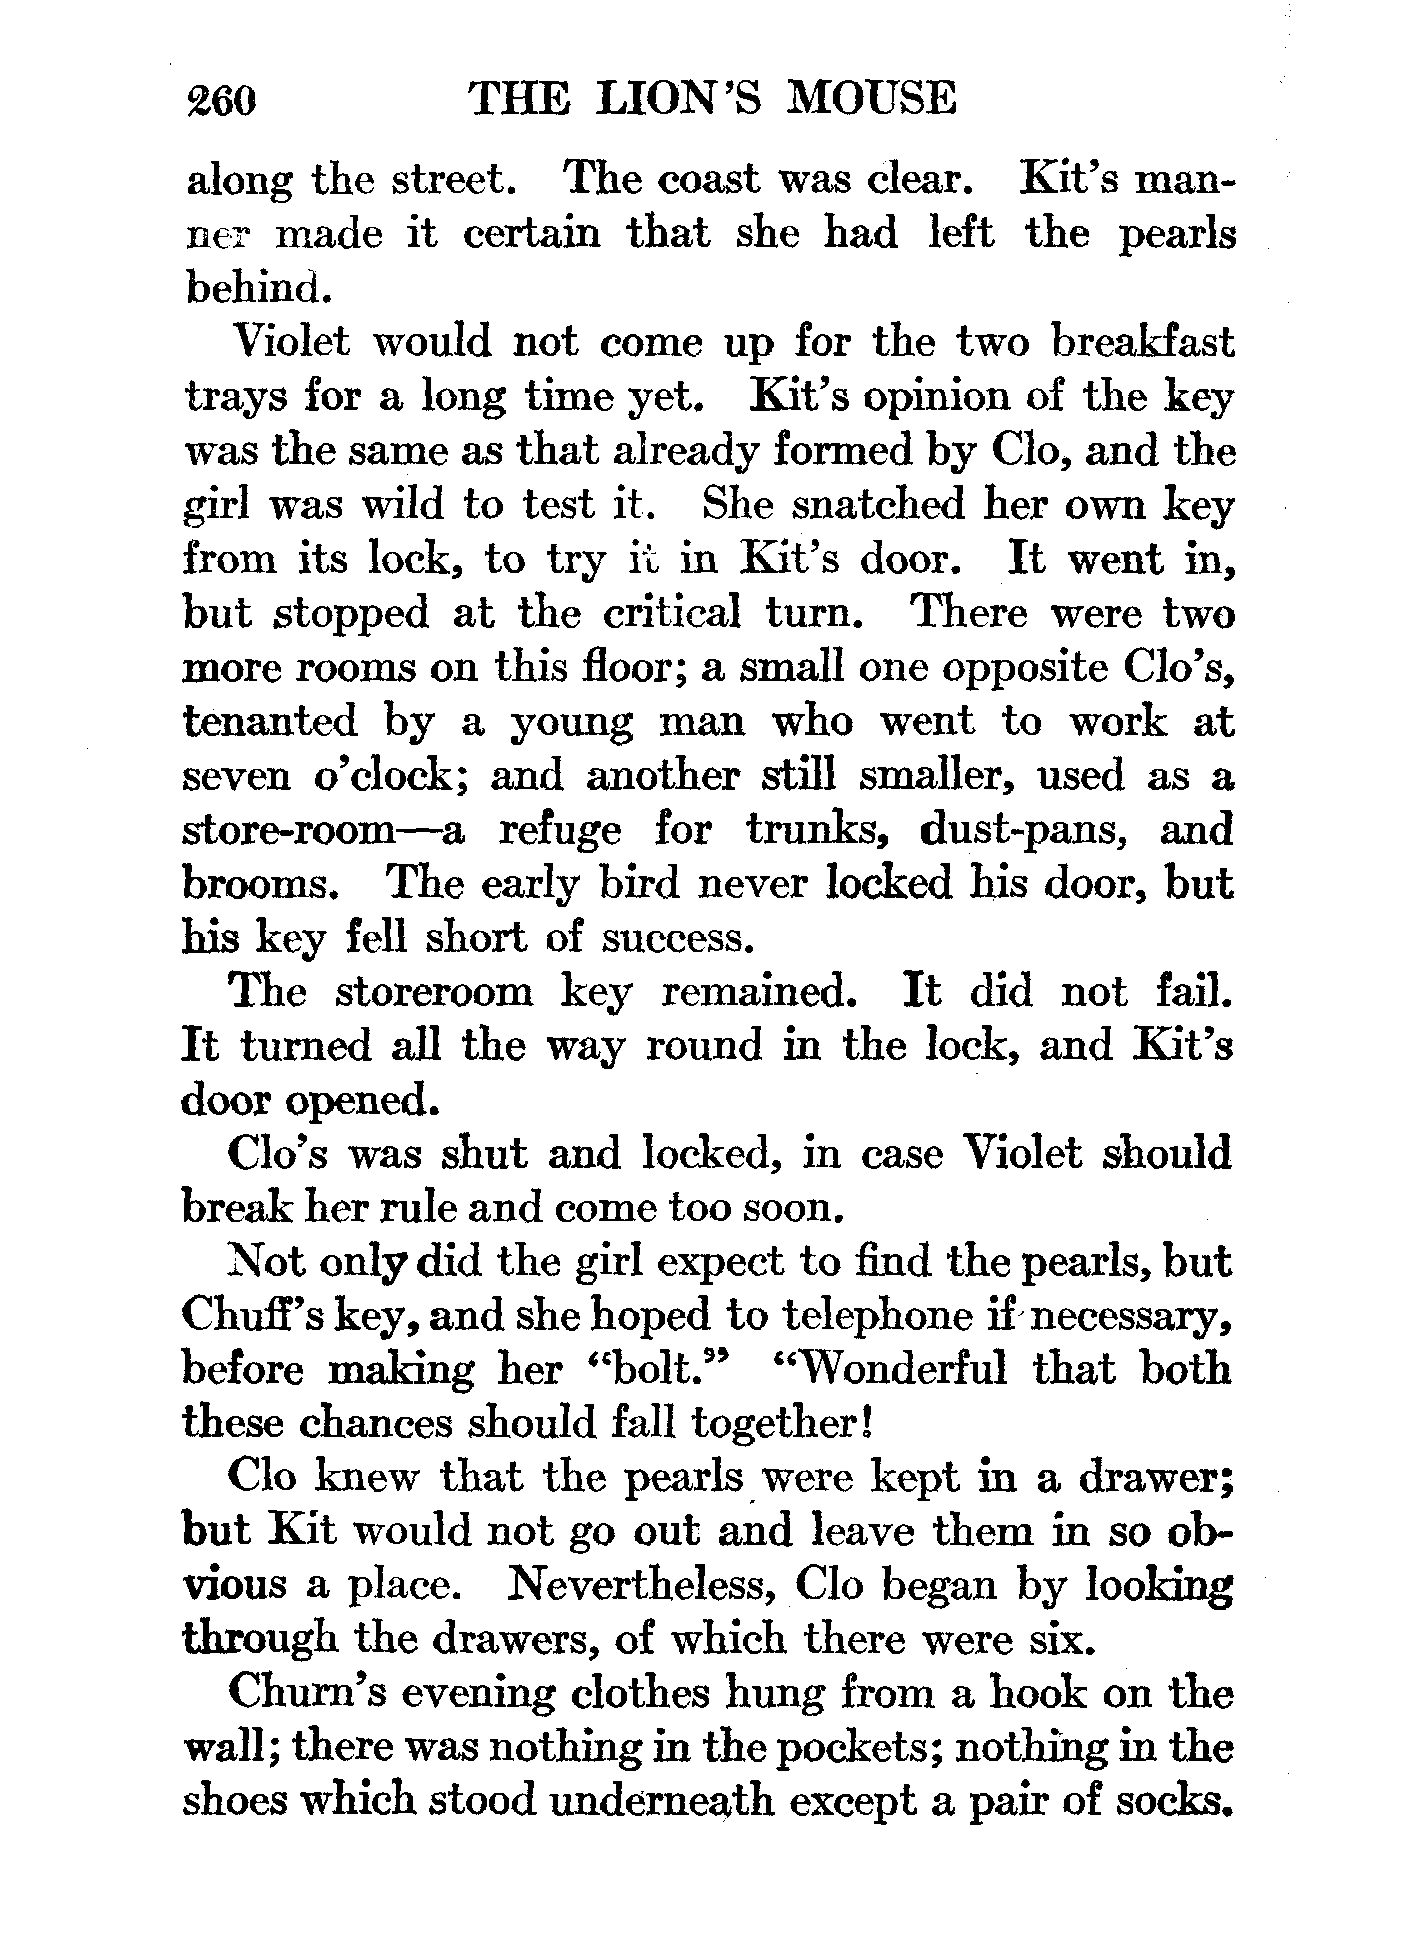 260 THE LION'S MOUSE
along the street. The coast was clear. Kit's man-
ner made it certain that she had left the pearls
behind.
Violet would not come up for the two breakfast
trays for a long time yet. Kit's opinion of the key
was the same as that already formed by Clo, and the
girl was wild to test it. She snatched her own key
from its lock, to try it in Kit's door. It went in,
but stopped at the critical turn. There were two
more rooms on this floor; a small one opposite Clo's,
tenanted by a young man who went to work at
seven o'clock; and another still smaller, used as a
store-room—a refuge for trunks, dust-pans, and
brooms. The early bird never locked his door, but
his key fell short of success.
The storeroom key remained. It did not fail.
It turned all the way round in the lock, and Kit's
door opened.
Clo's was shut and locked, in case Violet should
break her rule and come too soon.
Not only did the girl expect to find the pearls, but
Chuff's key, and she hoped to telephone if necessary,
before making her "bolt." "Wonderful that both
these chances should fall together!
Clo knew that the pearls were kept in a drawer;
but Kit would not go out and leave them in so ob-
vious a place. Nevertheless, Clo began by looking
through the drawers, of which there were six.
Churn's evening clothes hung from a hook on the
wall; there was nothing in the pockets; nothing in the
shoes which stood underneath except a pair of socks.